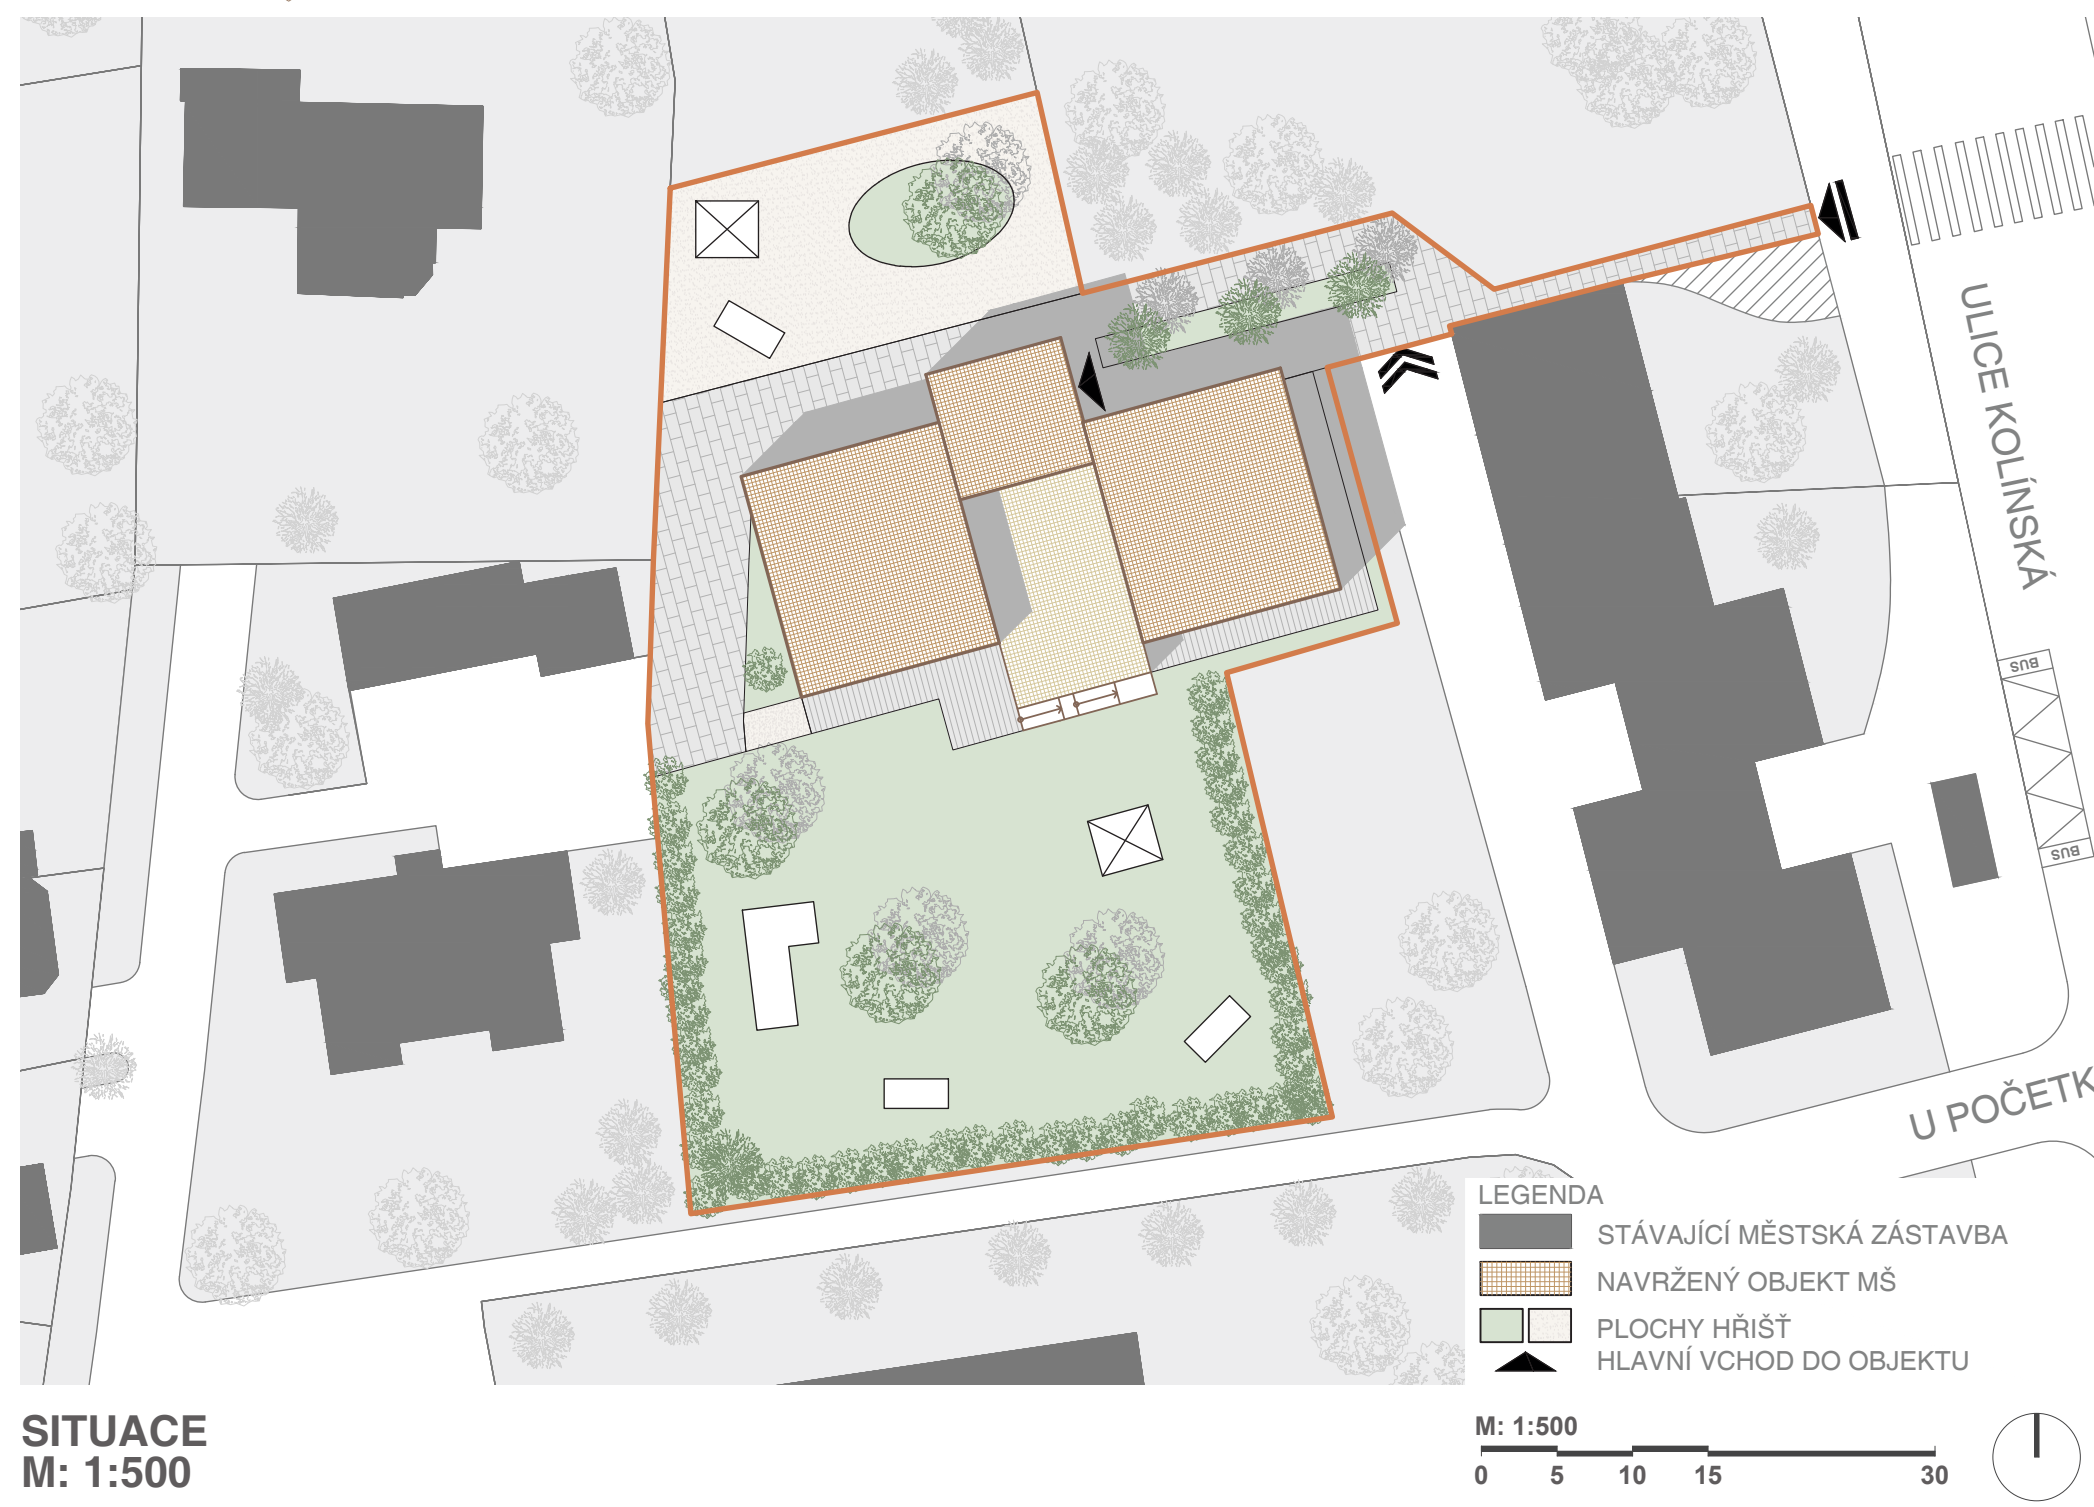 ULICE KOLÍNSKÁ
BUS
BUS
U POČETK
LEGENDA
STÁVAJÍCÍ MĚSTSKÁ ZÁSTAVBA
NAVRŽENÝ OBJEKT MŠ
PLOCHY HŘIŠŤ
HLAVNÍ VCHOD DO OBJEKTU
SITUACE
M: 1:500
M: 1:500
0 5 10 15 30